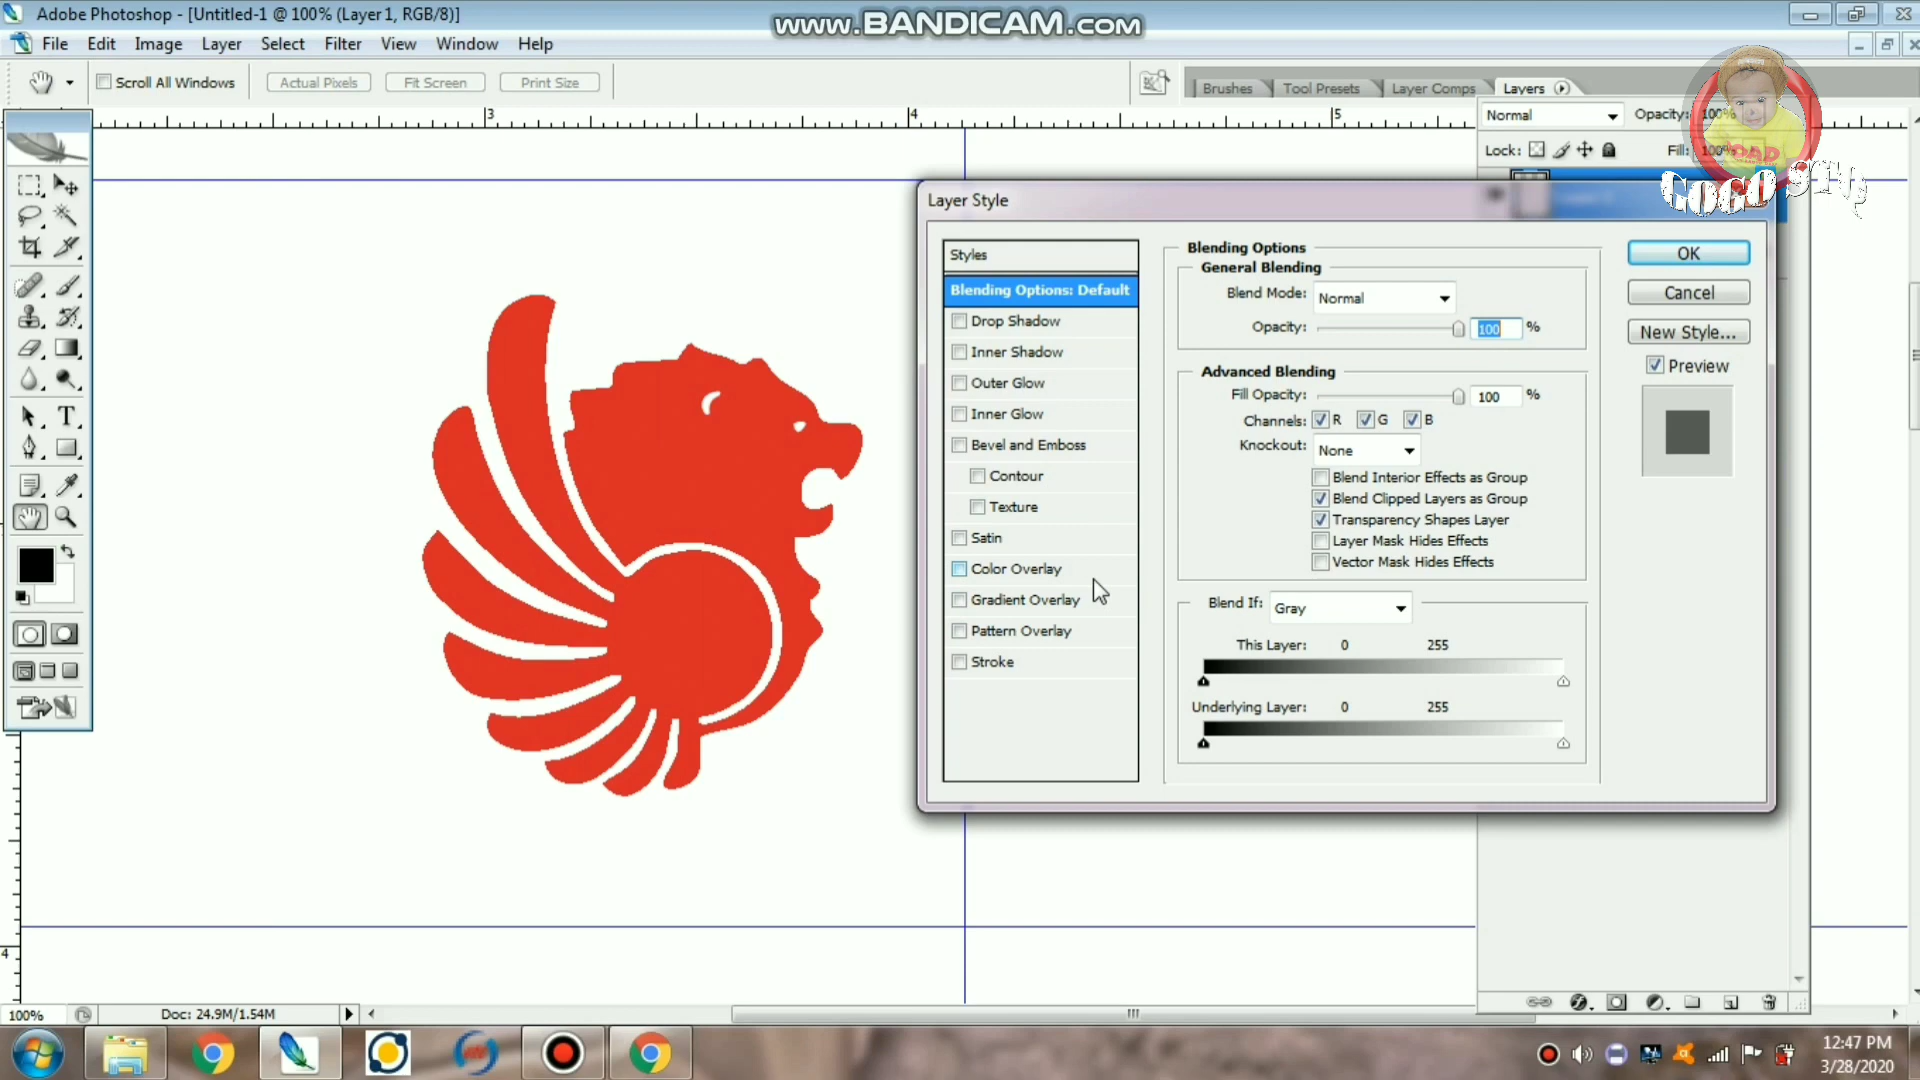 Adobe Photoshop - [Untitled-1 @ 100% (Layer 1, RGB/8)]
www.BANDICAM.com
File Edit Image Layer Select Filter View Window Help
Scroll All Windows Actual Pixels Fit Screen Print Size
Brushes Tool Presets Layer Comps Layers
3 4 5
Normal Opacity: 100%
Lock: Fill: 100%
Layer Style
Styles
Blending Options: Default
Drop Shadow
Inner Shadow
Outer Glow
Inner Glow
Bevel and Emboss
Contour
Texture
Satin
Color Overlay
Gradient Overlay
Pattern Overlay
Stroke
Blending Options
General Blending
Blend Mode: Normal
Opacity: 100 %
Advanced Blending
Fill Opacity: 100 %
Channels: R G B
Knockout: None
Blend Interior Effects as Group
Blend Clipped Layers as Group
Transparency Shapes Layer
Layer Mask Hides Effects
Vector Mask Hides Effects
Blend If: Gray
This Layer: 0 255
Underlying Layer: 0 255
OK
Cancel
New Style...
Preview
T
4
100% Doc: 24.9M/1.54M
12:47 PM
3/28/2020